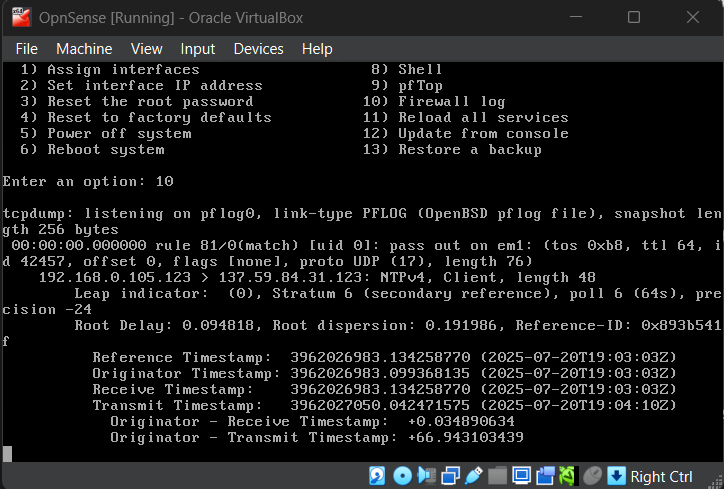 OpnSense [Running] - Oracle VirtualBox
File Machine View Input Devices Help
1) Assign interfaces 8) Shell
2) Set interface IP address 9) pfTop
3) Reset the root password 10) Firewall log
4) Reset to factory defaults 11) Reload all services
5) Power off system 12) Update from console
6) Reboot system 13) Restore a backup
Enter an option: 10
tcpdump: listening on pflog0, link-type PFLOG (OpenBSD pflog file), snapshot len
gth 256 bytes
00:00:00.000000 rule 81/0(match) [uid 0]: pass out on em1: (tos 0xb8, ttl 64, i
d 42457, offset 0, flags [none], proto UDP (17), length 76)
192.168.0.105.123 > 137.59.84.31.123: NTPv4, Client, length 48
Leap indicator:  (0), Stratum 6 (secondary reference), poll 6 (64s), pre
cision -24
Root Delay: 0.094818, Root dispersion: 0.191986, Reference-ID: 0x893b541
f
Reference Timestamp: 3962026983.134258770 (2025-07-20T19:03:03Z)
Originator Timestamp: 3962026983.099368135 (2025-07-20T19:03:03Z)
Receive Timestamp: 3962026983.134258770 (2025-07-20T19:03:03Z)
Transmit Timestamp: 3962027050.042471575 (2025-07-20T19:04:10Z)
Originator - Receive Timestamp: +0.034890634
Originator - Transmit Timestamp: +66.943103439
Right Ctrl